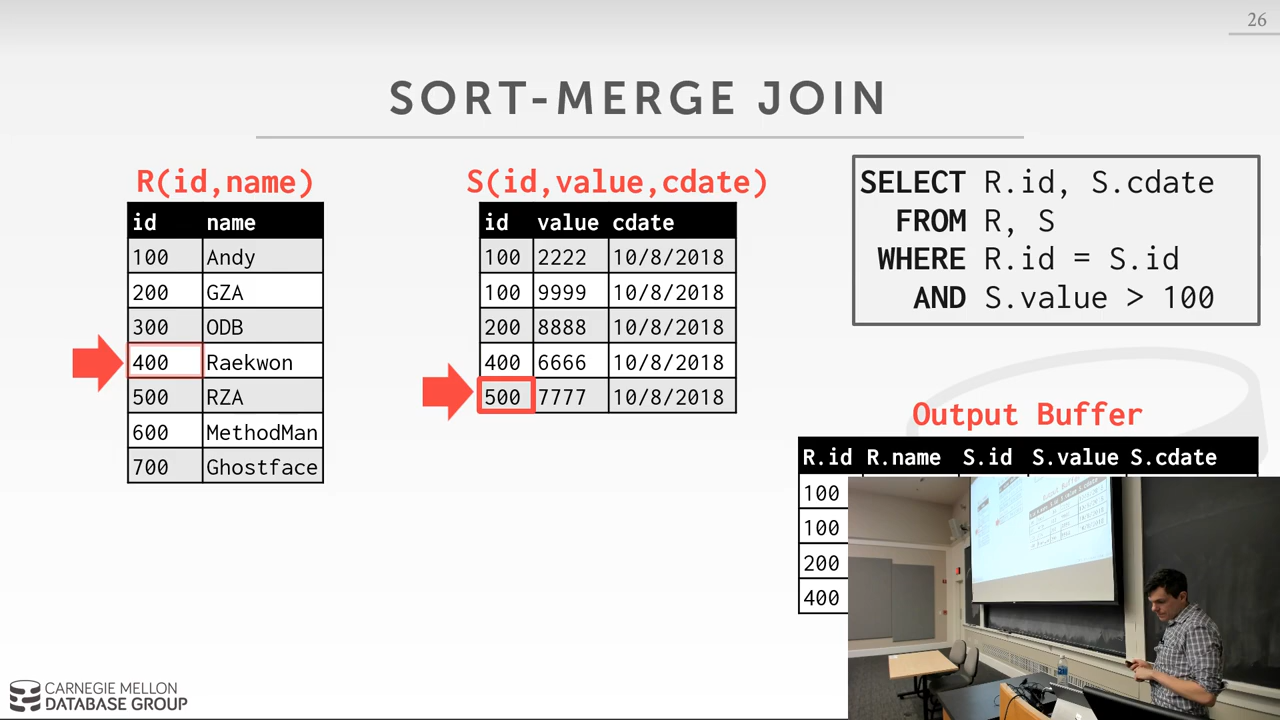 26
SORT-MERGE JOIN
R(id,name)
id name
100 Andy
200 GZA
300 ODB
400 Raekwon
500 RZA
600 MethodMan
700 Ghostface
S(id,value,cdate)
id value cdate
100 2222 10/8/2018
100 9999 10/8/2018
200 8888 10/8/2018
400 6666 10/8/2018
500 7777 10/8/2018
SELECT R.id, S.cdate
FROM R, S
WHERE R.id = S.id
AND S.value > 100
Output Buffer
R.id R.name S.id S.value S.cdate
100
100
200
400
CARNEGIE MELLON
DATABASE GROUP